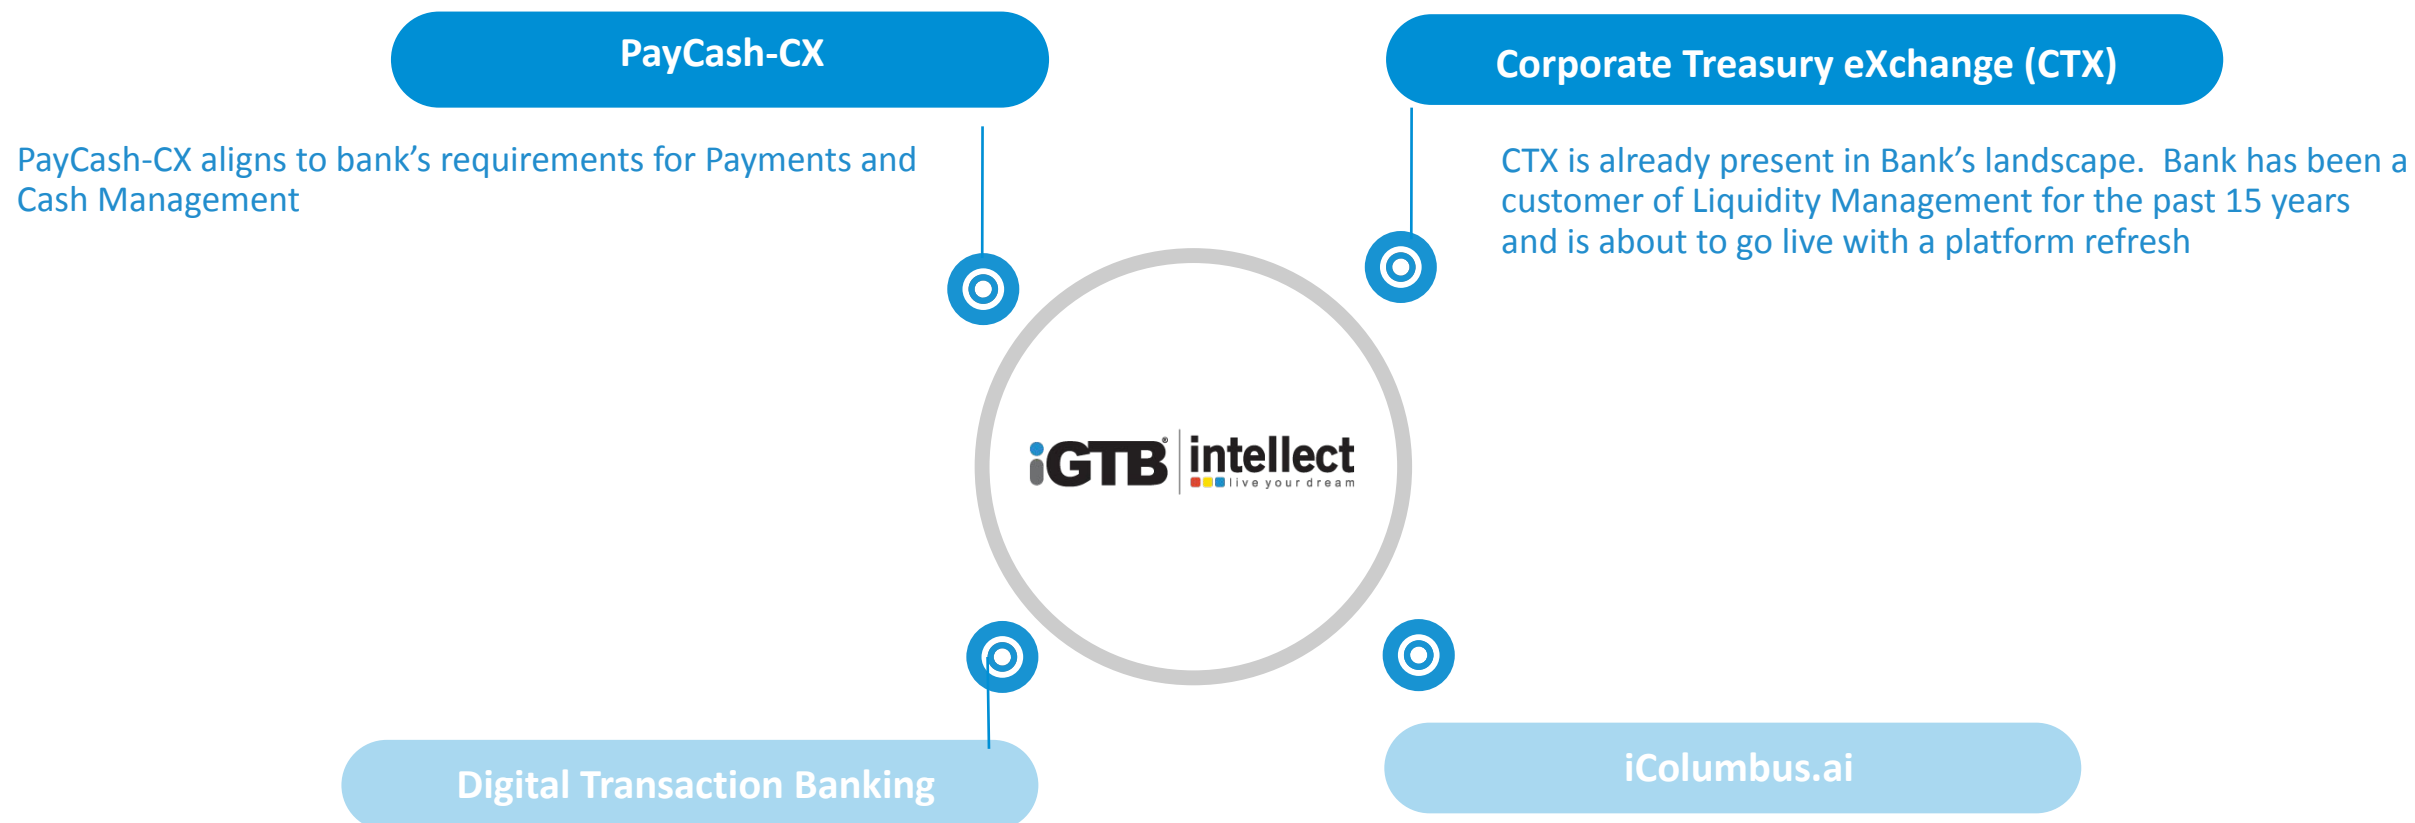 PayCash-CX
Corporate Treasury eXchange (CTX)
PayCash-CX aligns to bank’s requirements for Payments and
Cash Management
CTX is already present in Bank’s landscape.  Bank has been a
customer of Liquidity Management for the past 15 years
and is about to go live with a platform refresh
iGTB® intellect
live your dream
Digital Transaction Banking
iColumbus.ai